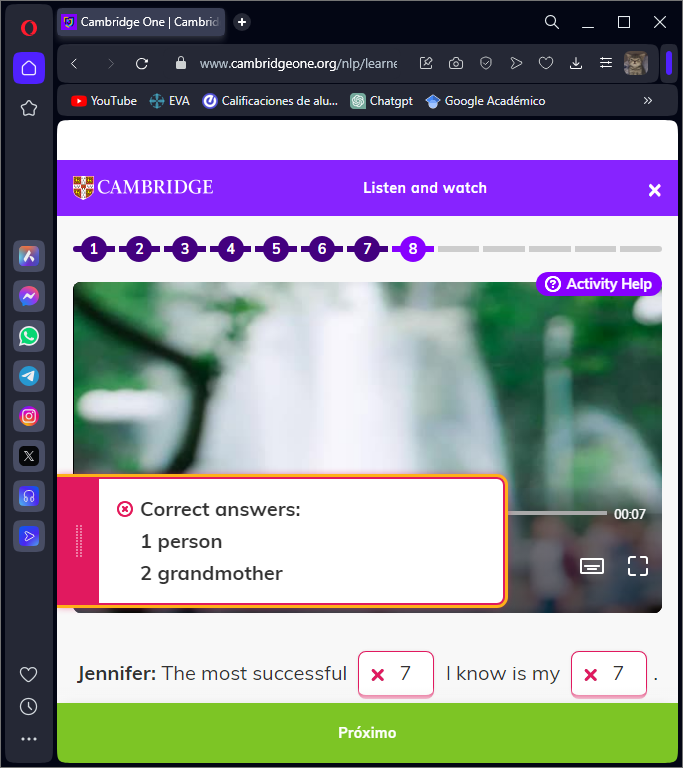 Cambridge One | Cambrid
www.cambridgeone.org/nlp/learne
YouTube EVA Calificaciones de alu... Chatgpt Google Académico »
CAMBRIDGE Listen and watch
1 2 3 4 5 6 7 8
Activity Help
00:07
Correct answers:
1 person
2 grandmother
Jennifer: The most successful 7 I know is my 7 .
Próximo